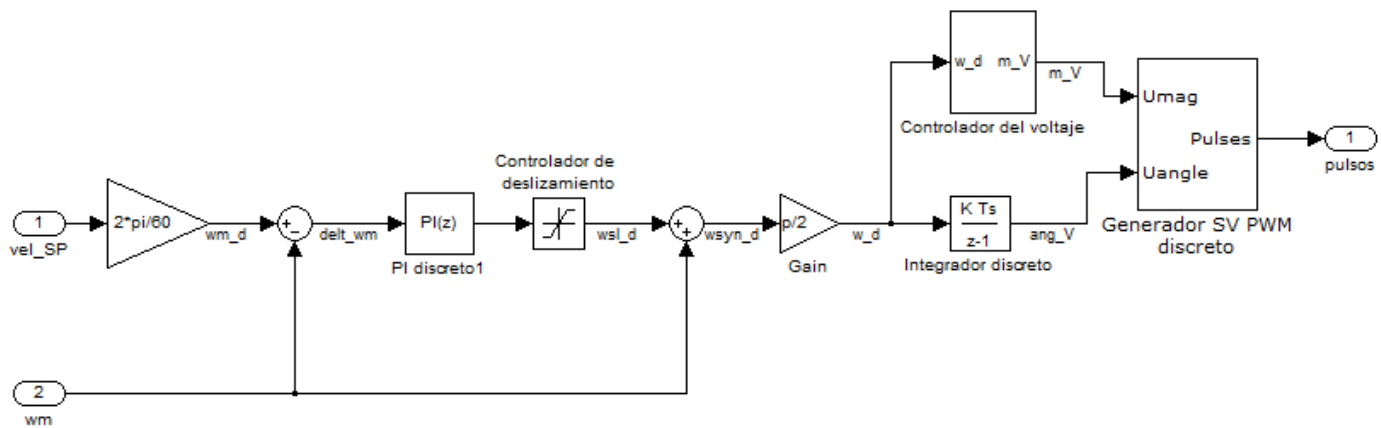 1
vel_SP
2*pi/60
wm_d
+
−
delt_wm
PI(z)
PI discreto1
Controlador de
deslizamiento
wsl_d
+
+
wsyn_d
p/2
Gain
w_d
w_d m_V
Controlador del voltaje
m_V
K Ts
z-1
Integrador discreto
ang_V
Umag
Pulses
Uangle
Generador SV PWM
discreto
1
pulsos
2
wm